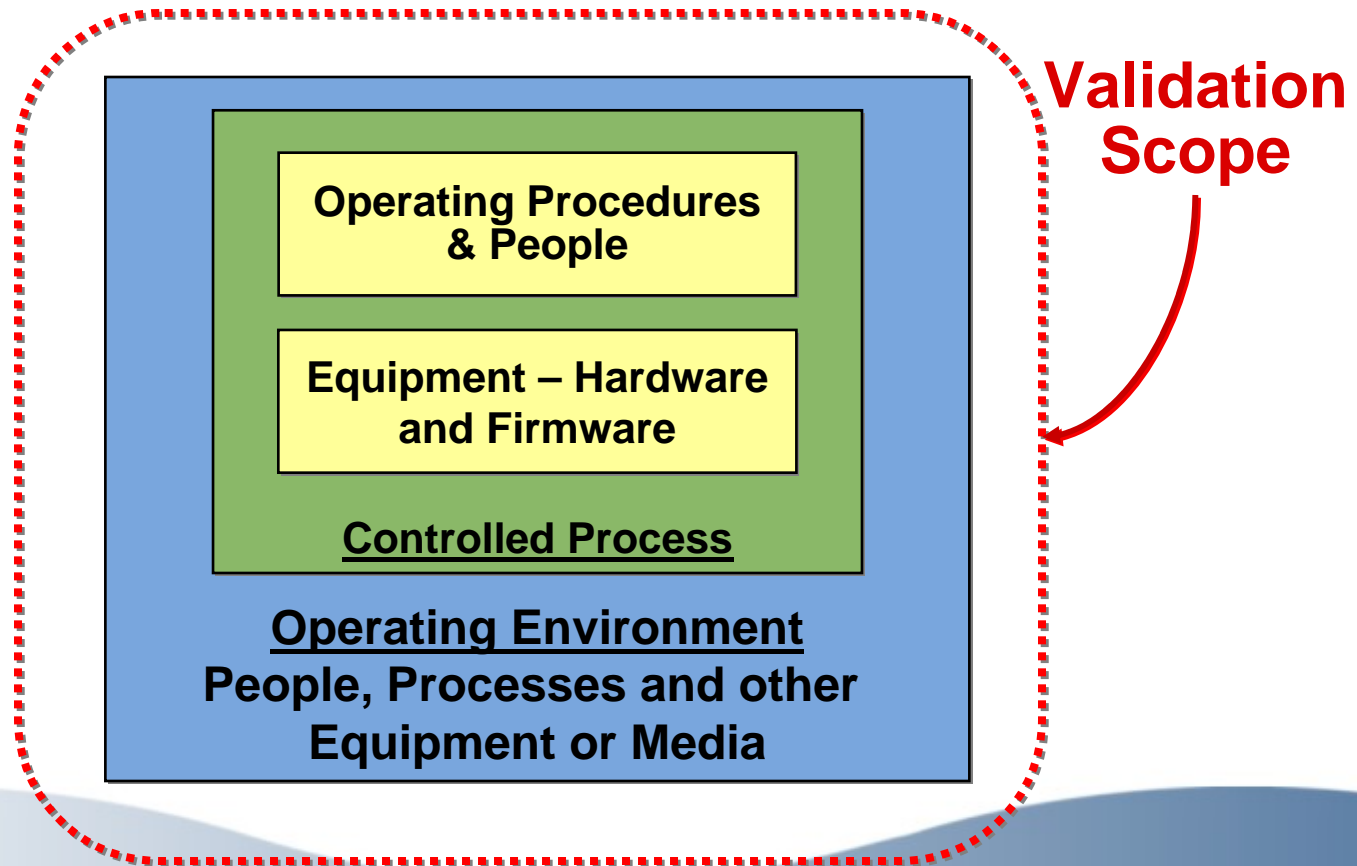 Validation
Scope
Operating Procedures
& People
Equipment – Hardware
and Firmware
Controlled Process
Operating Environment
People, Processes and other
Equipment or Media